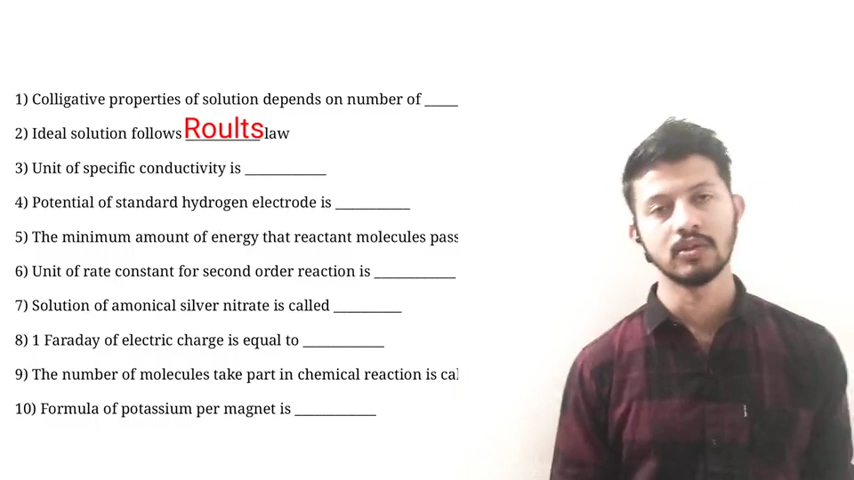 1) Colligative properties of solution depends on number of _____
2) Ideal solution follows Roults law
3) Unit of specific conductivity is ___________
4) Potential of standard hydrogen electrode is __________
5) The minimum amount of energy that reactant molecules pass
6) Unit of rate constant for second order reaction is ___________
7) Solution of amonical silver nitrate is called _________
8) 1 Faraday of electric charge is equal to ___________
9) The number of molecules take part in chemical reaction is cal
10) Formula of potassium per magnet is ___________